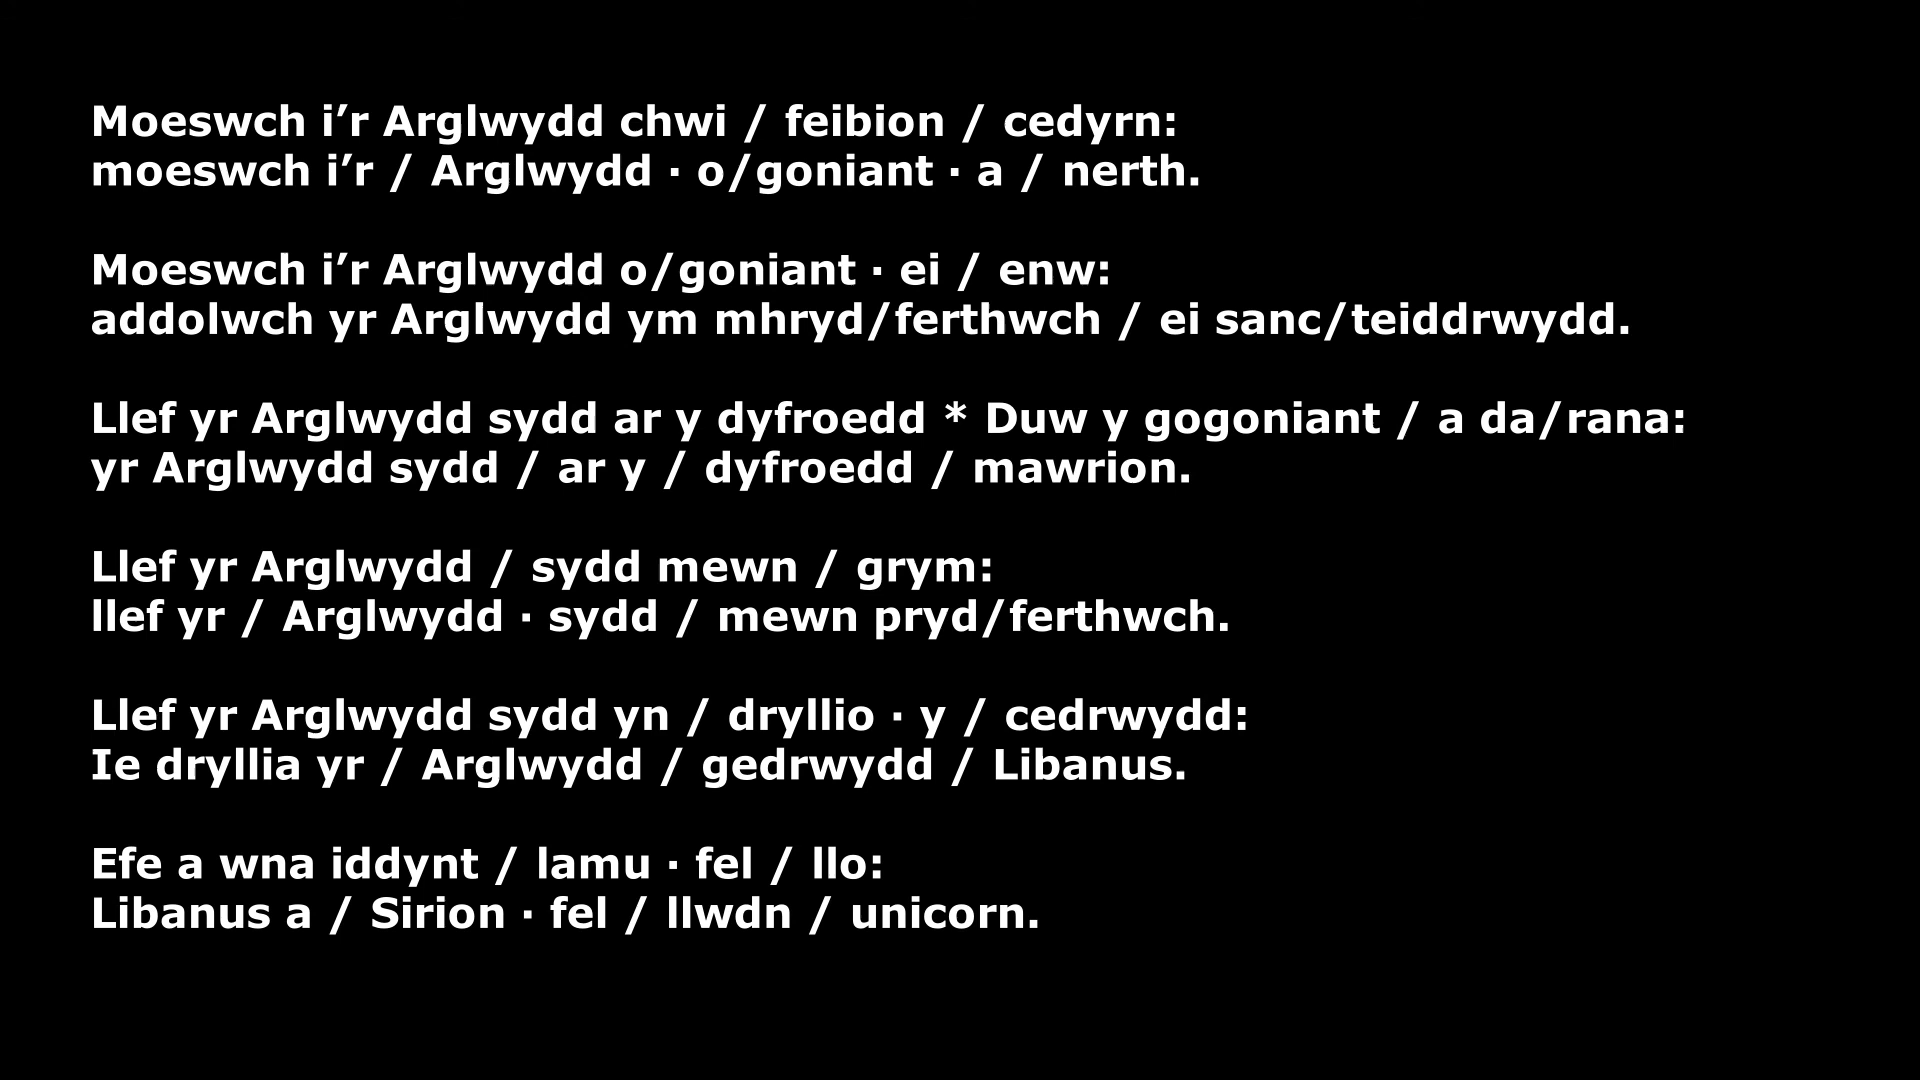 Moeswch i’r Arglwydd chwi / feibion / cedyrn:
moeswch i’r / Arglwydd · o/goniant · a / nerth.
Moeswch i’r Arglwydd o/goniant · ei / enw:
addolwch yr Arglwydd ym mhryd/ferthwch / ei sanc/teiddrwydd.
Llef yr Arglwydd sydd ar y dyfroedd * Duw y gogoniant / a da/rana:
yr Arglwydd sydd / ar y / dyfroedd / mawrion.
Llef yr Arglwydd / sydd mewn / grym:
llef yr / Arglwydd · sydd / mewn pryd/ferthwch.
Llef yr Arglwydd sydd yn / dryllio · y / cedrwydd:
Ie dryllia yr / Arglwydd / gedrwydd / Libanus.
Efe a wna iddynt / lamu · fel / llo:
Libanus a / Sirion · fel / llwdn / unicorn.